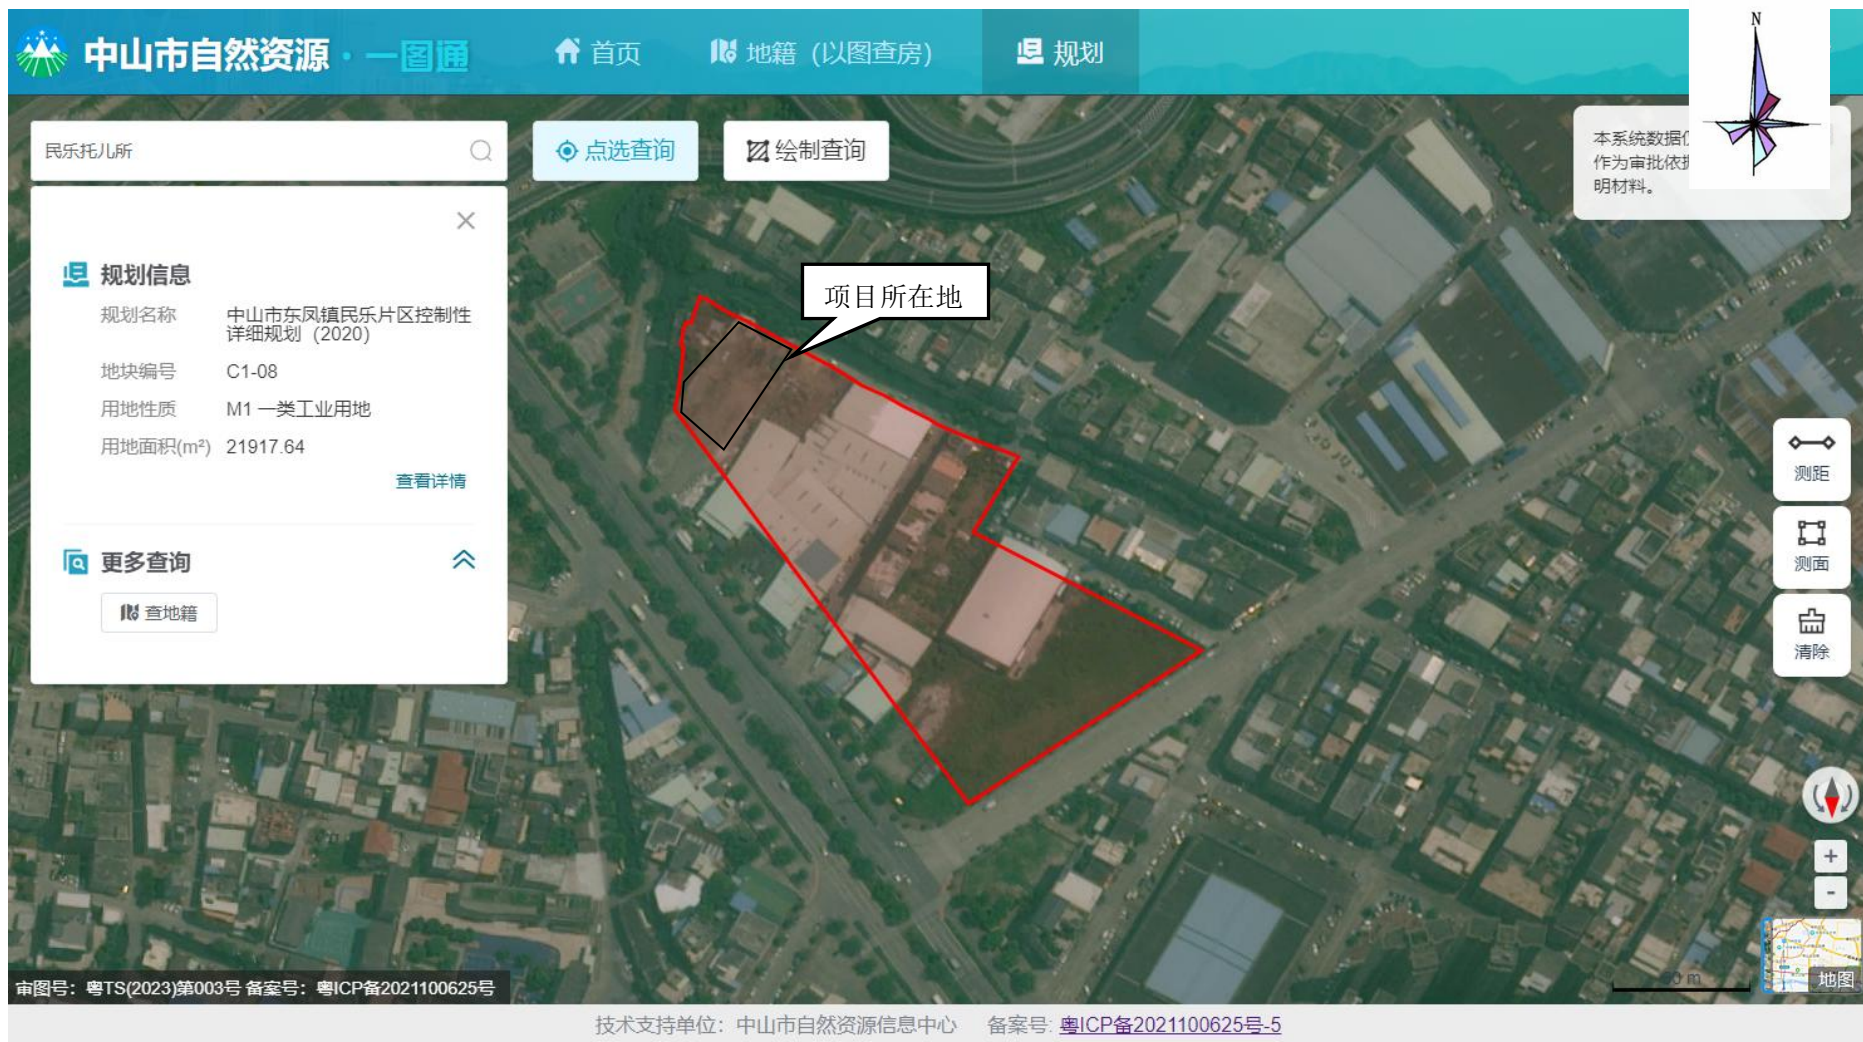 中山市自然资源·一图通
首页
地籍（以图查房）
规划
N
民乐托儿所
点选查询
绘制查询
本系统数据仅
作为审批依据
明材料。
规划信息
规划名称 中山市东凤镇民乐片区控制性
详细规划（2020）
地块编号 C1-08
用地性质 M1 一类工业用地
用地面积(m²) 21917.64
查看详情
更多查询
查地籍
项目所在地
测距
测面
清除
+
-
地图
审图号：粤TS(2023)第003号 备案号：粤ICP备2021100625号
技术支持单位：中山市自然资源信息中心 备案号: 粤ICP备2021100625号-5